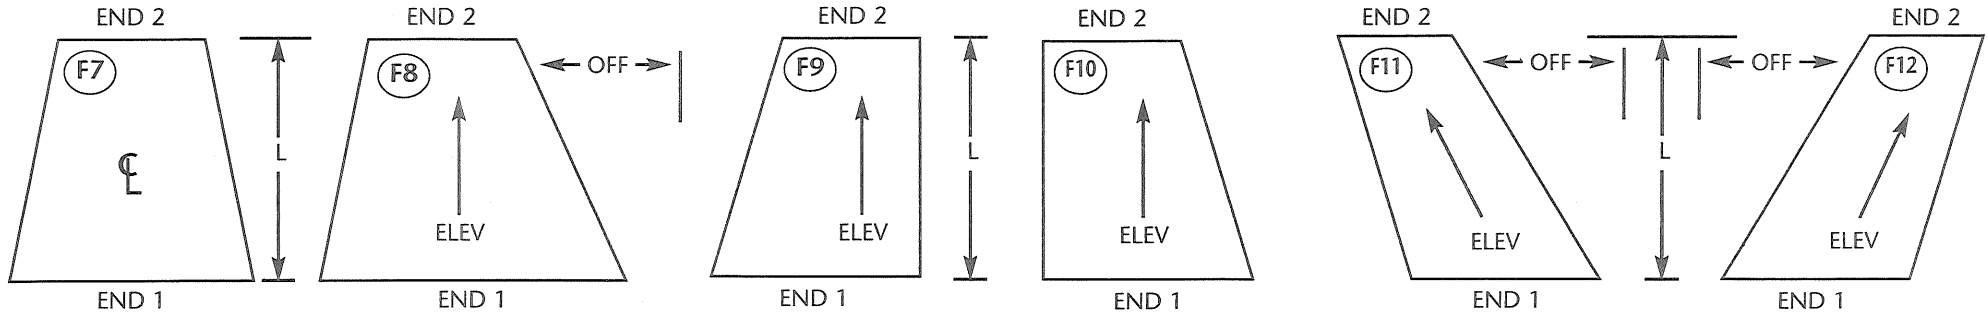 END 2 END 2 END 2 END 2 END 2 END 2
F7 F8 OFF F9 F10 F11 OFF OFF F12
℄ L L L
ELEV ELEV ELEV ELEV ELEV
END 1 END 1 END 1 END 1 END 1 END 1